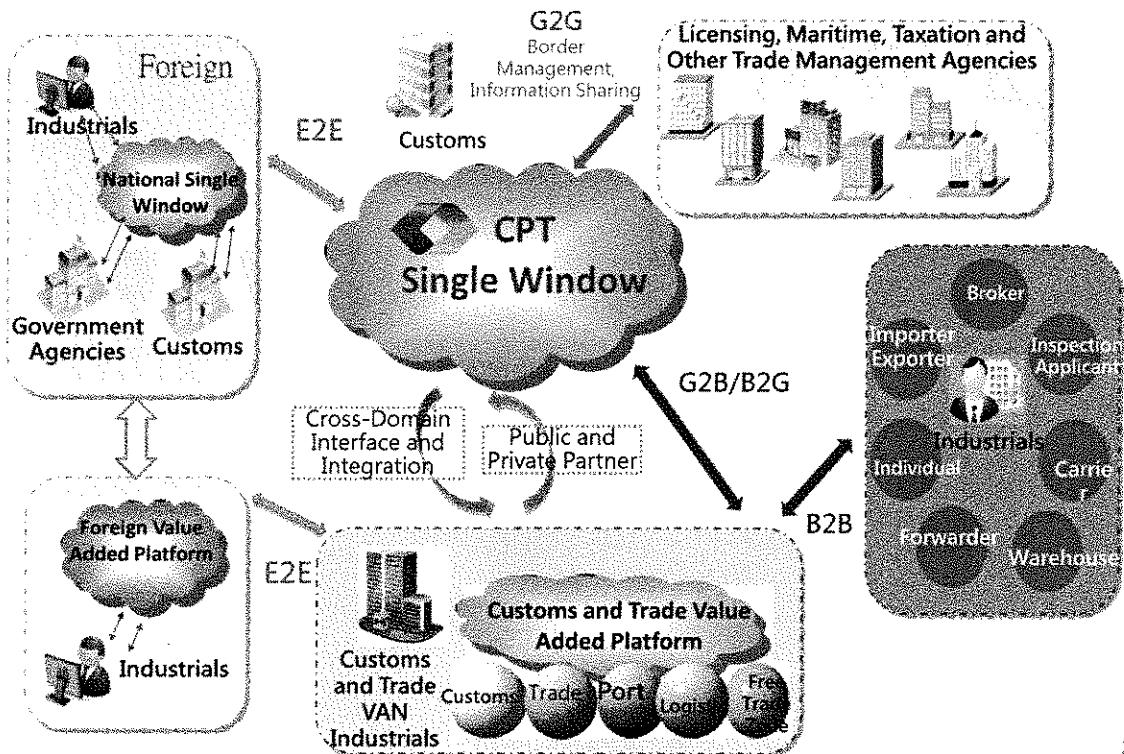 G2G
Border
Management,
Information Sharing
Licensing, Maritime, Taxation and
Other Trade Management Agencies
Foreign
Industrials
National Single
Window
Government
Agencies
Customs
E2E
Customs
CPT
Single Window
Broker
Importer
Exporter
Inspection
Applicant
Industrials
Individual
Carrie
r
Forwarder
Warehouse
G2B/B2G
B2B
Cross-Domain
Interface and
Integration
Public and
Private Partner
Foreign Value
Added Platform
Industrials
E2E
Customs and Trade Value
Added Platform
Customs
and Trade
VAN
Industrials
Customs
Trade
Port
Logist
Free
Trade